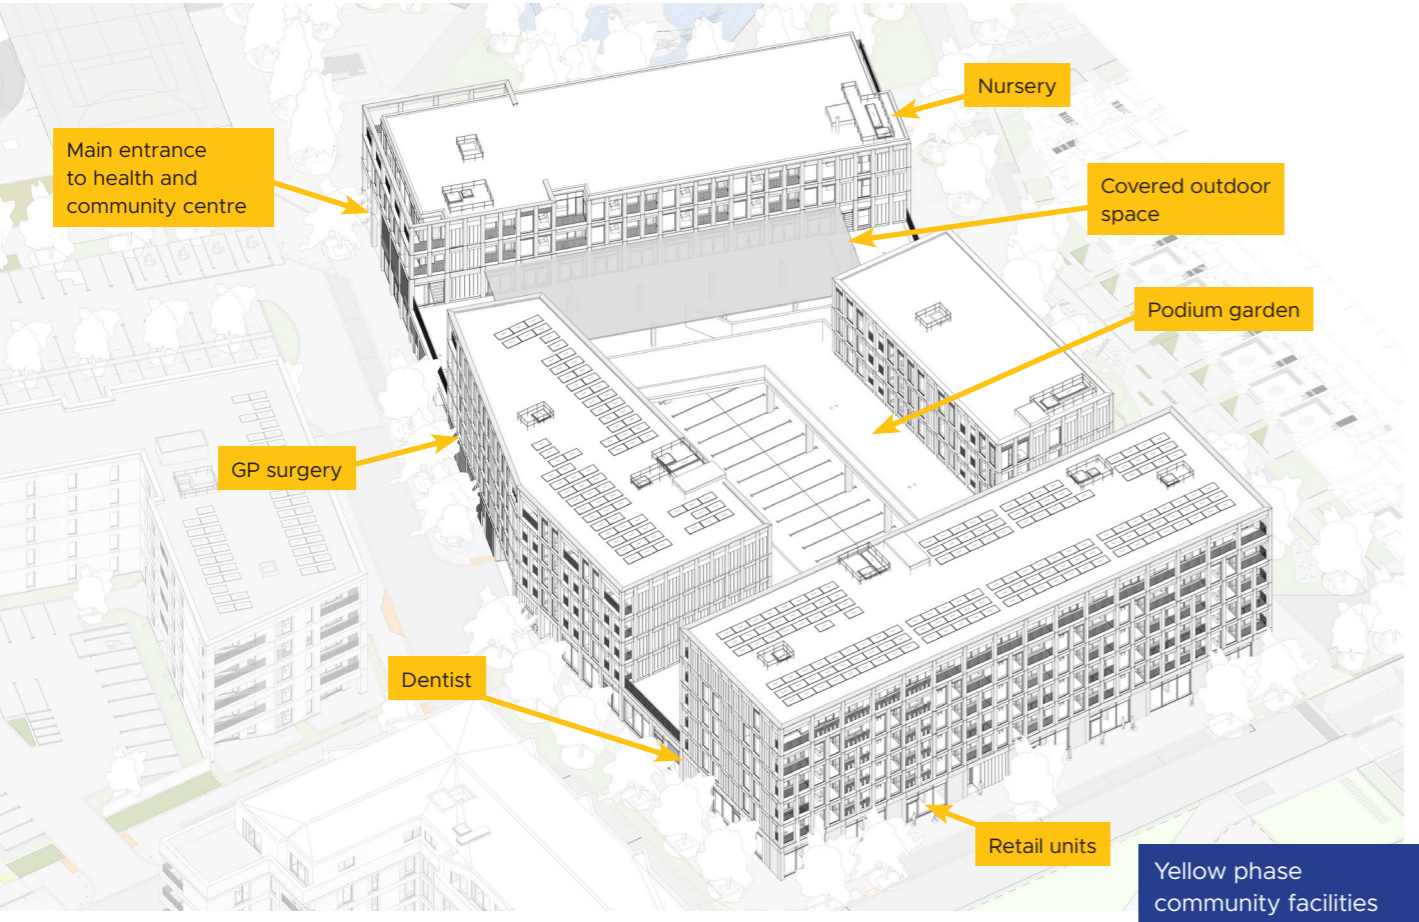 Nursery
Main entrance
to health and
community centre
Covered outdoor
space
Podium garden
GP surgery
Dentist
Retail units
Yellow phase
community facilities